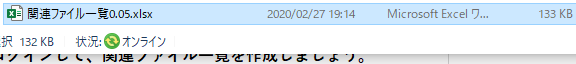 関連ファイル一覧0.05.xlsx 2020/02/27 19:14 Microsoft Excel ワ... 133 KB
択 132 KB 状況: オンライン
グインして、関連ファイル一覧を作成しましょう。